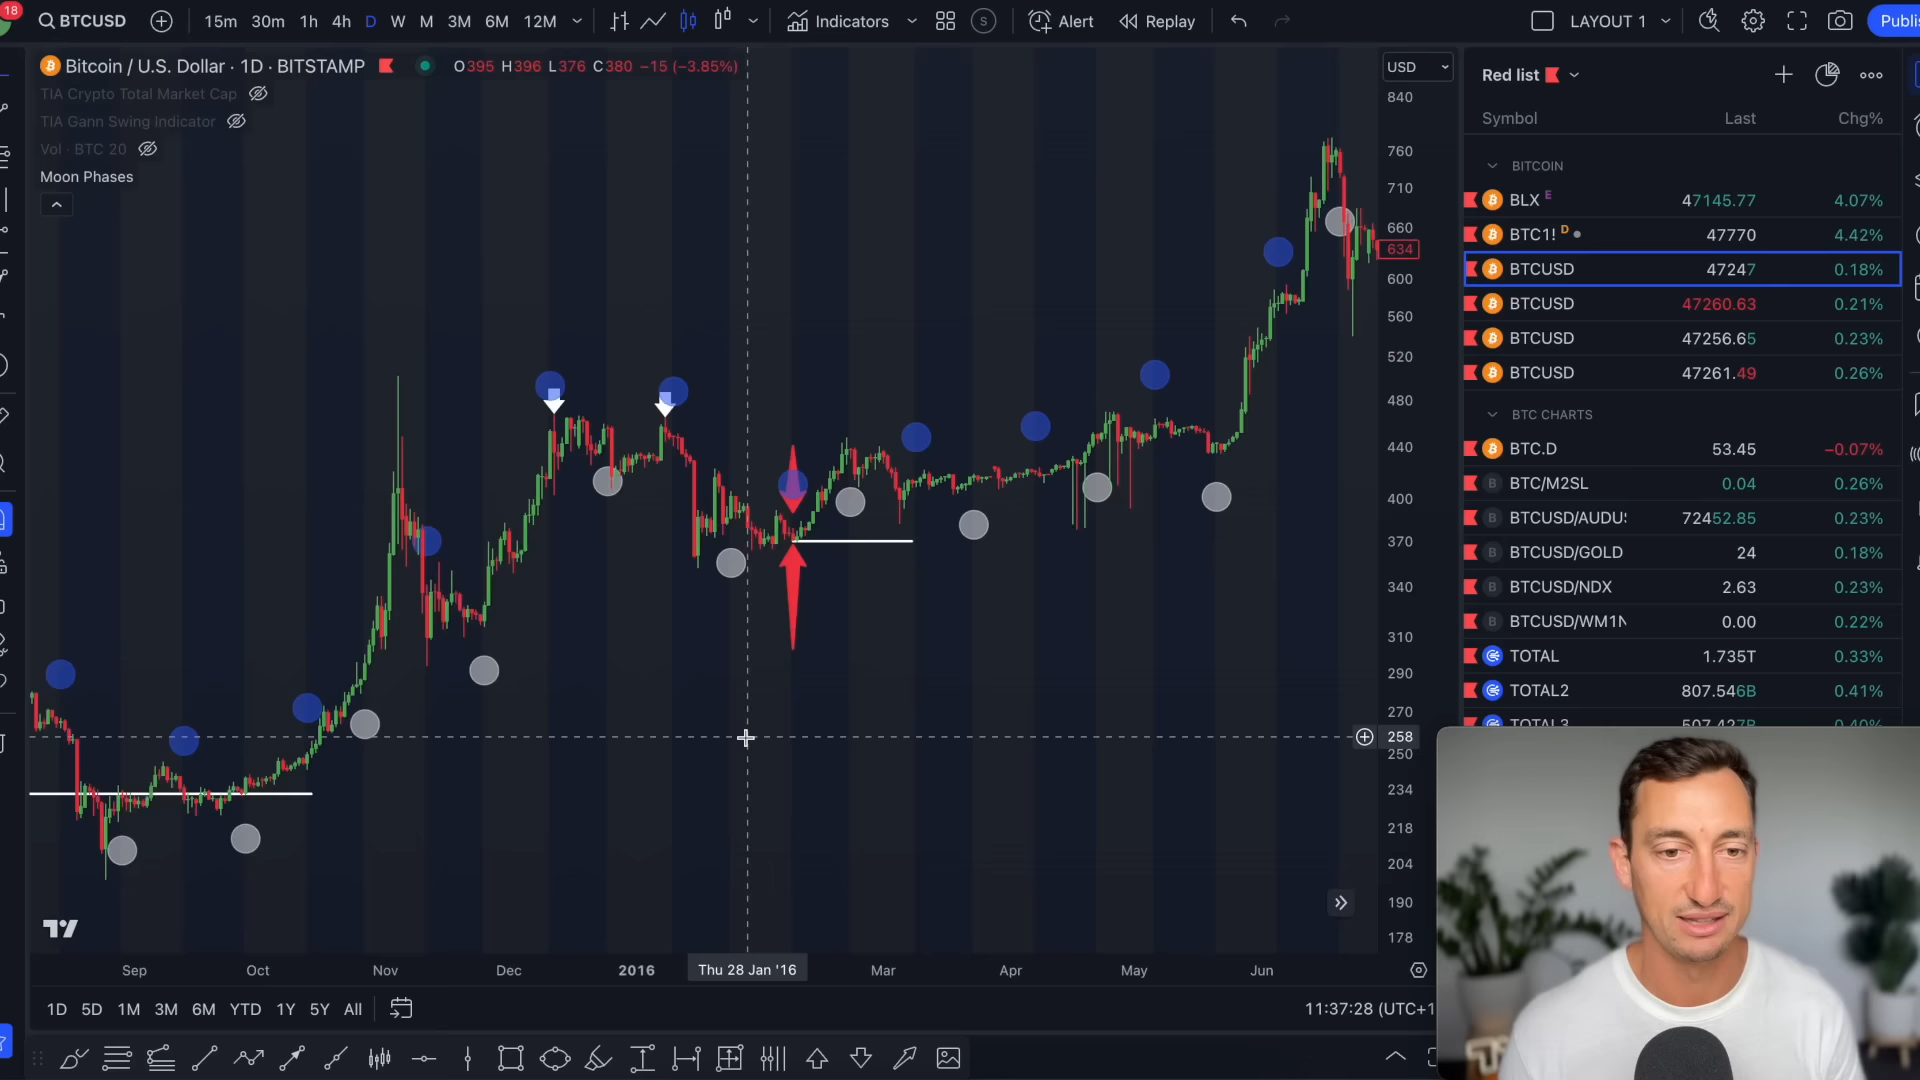 18
BTCUSD
15m 30m 1h 4h D W M 3M 6M 12M
Indicators
S
Alert
Replay
LAYOUT 1
Publi
Bitcoin / U.S. Dollar · 1D · BITSTAMP
O395 H396 L376 C380 −15 (−3.85%)
TIA Crypto Total Market Cap
TIA Gann Swing Indicator
Vol · BTC 20
Moon Phases
USD
840
760
710
660
634
600
560
520
480
440
400
370
340
310
290
270
258
250
234
218
204
190
178
Sep Oct Nov Dec 2016 Thu 28 Jan '16 Mar Apr May Jun
1D 5D 1M 3M 6M YTD 1Y 5Y All
11:37:28 (UTC+1
Red list
Symbol Last Chg%
BITCOIN
BLX E 47145.77 4.07%
BTC1! D 47770 4.42%
BTCUSD 47247 0.18%
BTCUSD 47260.63 0.21%
BTCUSD 47256.65 0.23%
BTCUSD 47261.49 0.26%
BTC CHARTS
BTC.D 53.45 −0.07%
B BTC/M2SL 0.04 0.26%
B BTCUSD/AUDU 72452.85 0.23%
B BTCUSD/GOLD 24 0.18%
B BTCUSD/NDX 2.63 0.23%
B BTCUSD/WM1N 0.00 0.22%
TOTAL 1.735T 0.33%
TOTAL2 807.546B 0.41%
TOTAL3 507.427B 0.40%